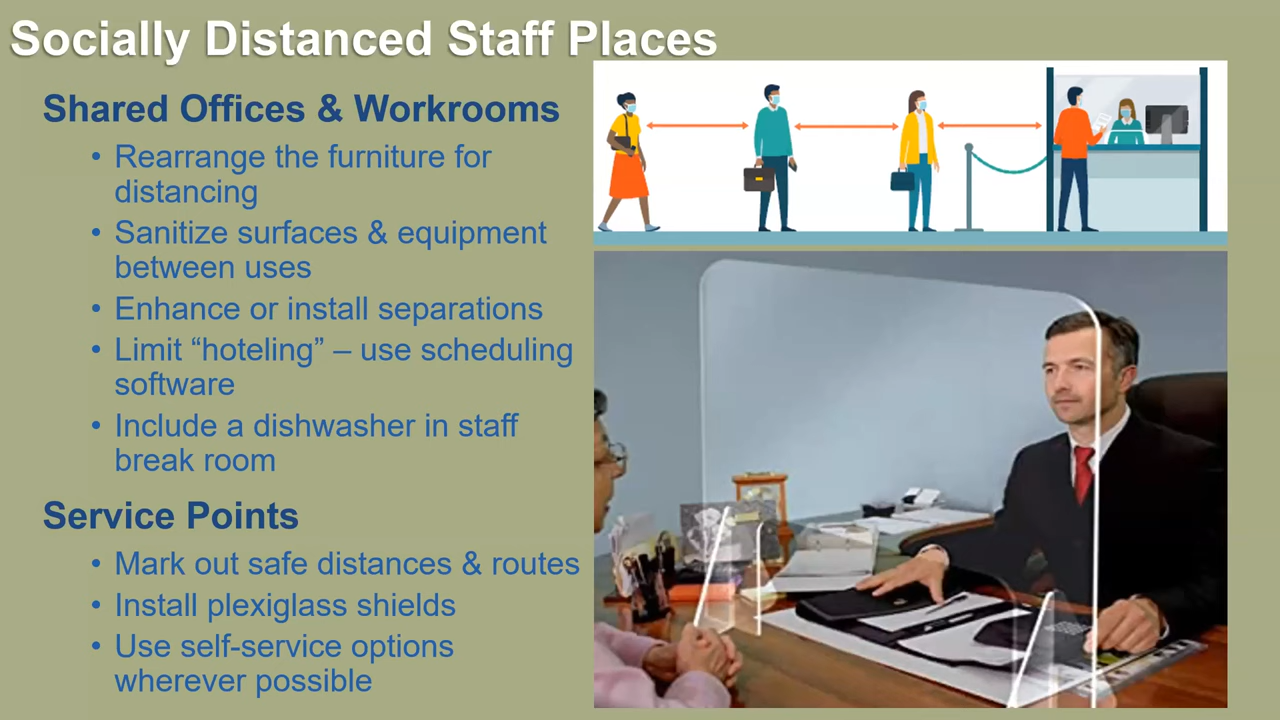 Socially Distanced Staff Places
Shared Offices & Workrooms
• Rearrange the furniture for
distancing
• Sanitize surfaces & equipment
between uses
• Enhance or install separations
• Limit “hoteling” – use scheduling
software
• Include a dishwasher in staff
break room
Service Points
• Mark out safe distances & routes
• Install plexiglass shields
• Use self-service options
wherever possible